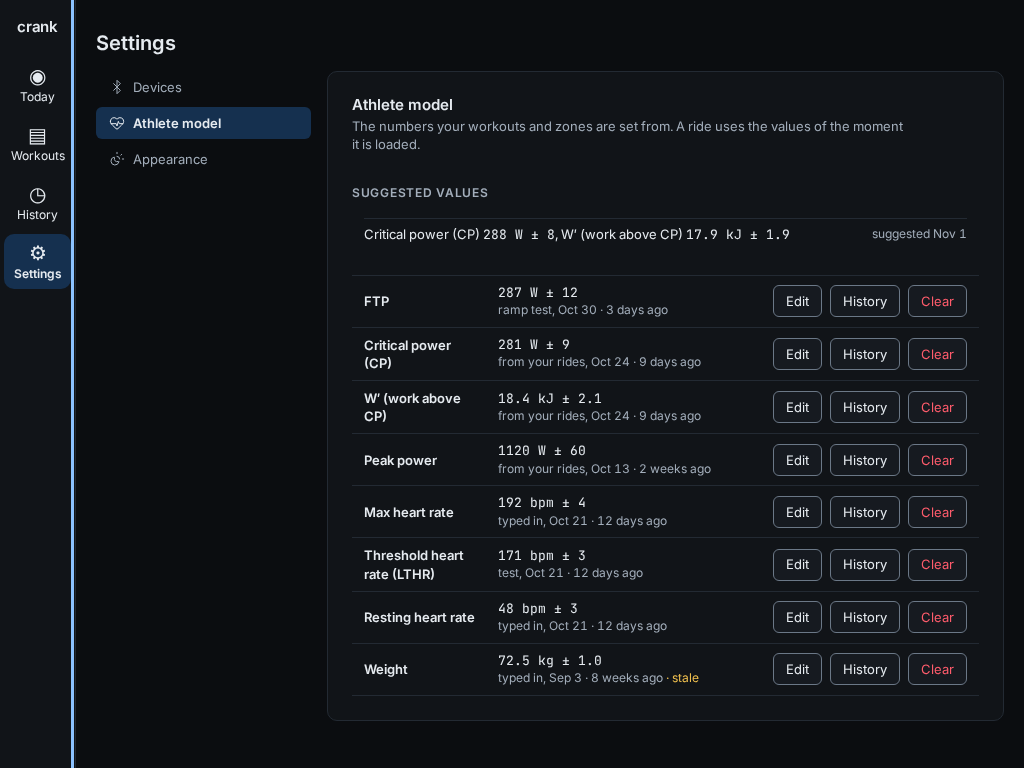 crank
Today
Workouts
History
Settings
Settings
Devices
Athlete model
Appearance
Athlete model
The numbers your workouts and zones are set from. A ride uses the values of the moment
it is loaded.
SUGGESTED VALUES
Critical power (CP) 288 W ± 8, W′ (work above CP) 17.9 kJ ± 1.9
suggested Nov 1
FTP
287 W ± 12
ramp test, Oct 30 · 3 days ago
Edit
History
Clear
Critical power
(CP)
281 W ± 9
from your rides, Oct 24 · 9 days ago
Edit
History
Clear
W′ (work above
CP)
18.4 kJ ± 2.1
from your rides, Oct 24 · 9 days ago
Edit
History
Clear
Peak power
1120 W ± 60
from your rides, Oct 13 · 2 weeks ago
Edit
History
Clear
Max heart rate
192 bpm ± 4
typed in, Oct 21 · 12 days ago
Edit
History
Clear
Threshold heart
rate (LTHR)
171 bpm ± 3
test, Oct 21 · 12 days ago
Edit
History
Clear
Resting heart rate
48 bpm ± 3
typed in, Oct 21 · 12 days ago
Edit
History
Clear
Weight
72.5 kg ± 1.0
typed in, Sep 3 · 8 weeks ago · stale
Edit
History
Clear